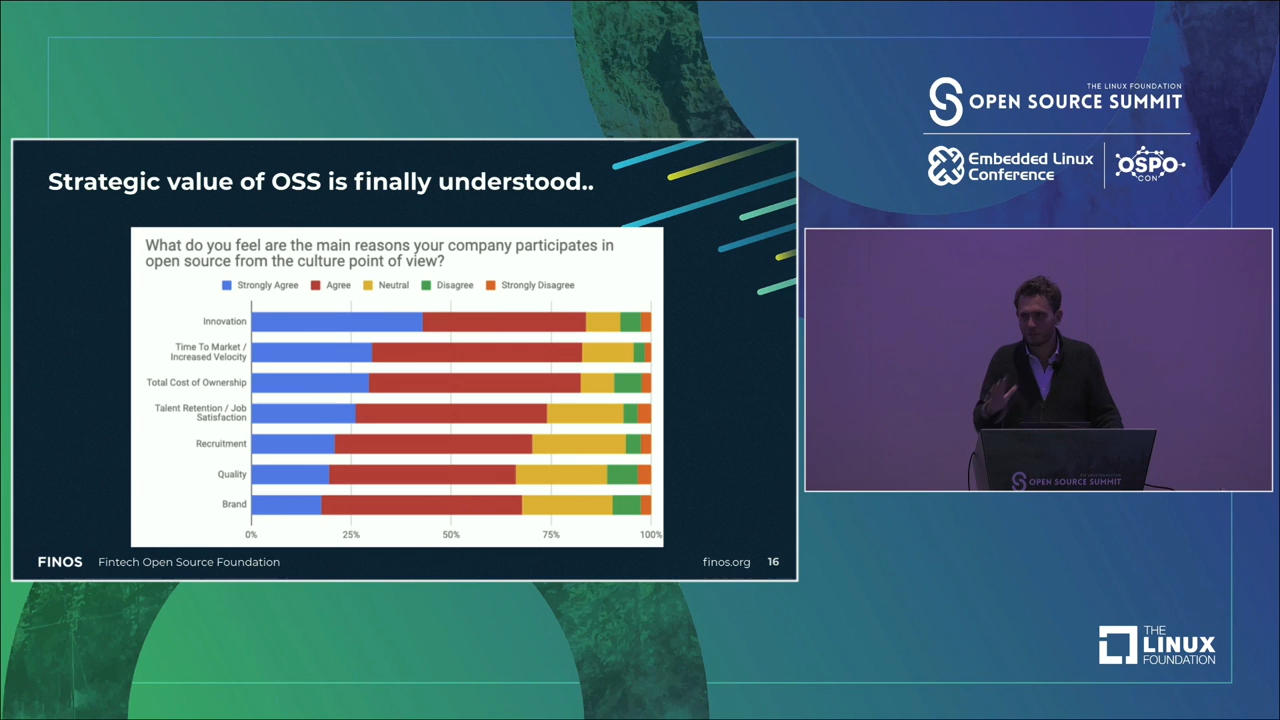 THE LINUX FOUNDATION
OPEN SOURCE SUMMIT
Embedded Linux
Conference
OSPO
CON
Strategic value of OSS is finally understood..
What do you feel are the main reasons your company participates in
open source from the culture point of view?
Strongly Agree Agree Neutral Disagree Strongly Disagree
Innovation
Time To Market /
Increased Velocity
Total Cost of Ownership
Talent Retention / Job
Satisfaction
Recruitment
Quality
Brand
0% 25% 50% 75% 100%
FINOS Fintech Open Source Foundation finos.org 16
OPEN SOURCE SUMMIT
THE
LINUX
FOUNDATION